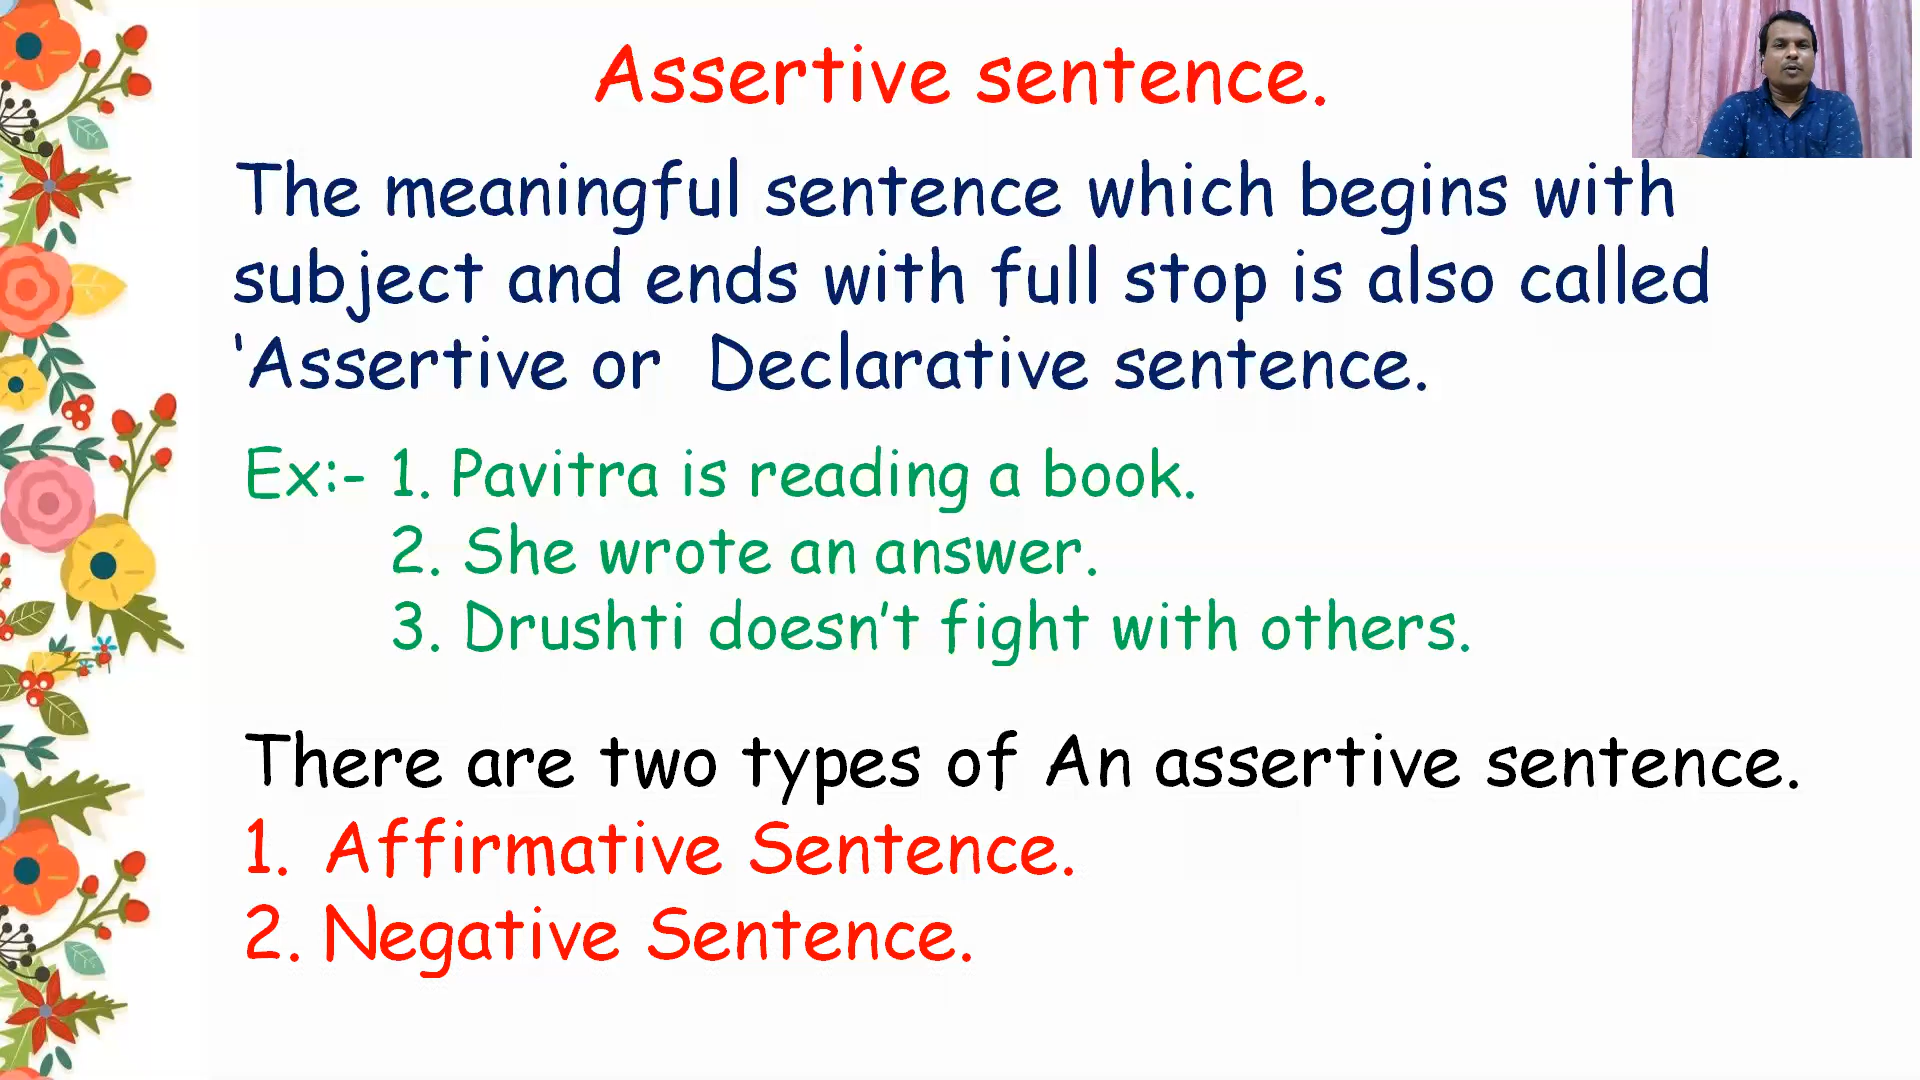 Assertive sentence.
The meaningful sentence which begins with
subject and ends with full stop is also called
‘Assertive or Declarative sentence.
Ex:- 1. Pavitra is reading a book.
2. She wrote an answer.
3. Drushti doesn’t fight with others.
There are two types of An assertive sentence.
1. Affirmative Sentence.
2. Negative Sentence.